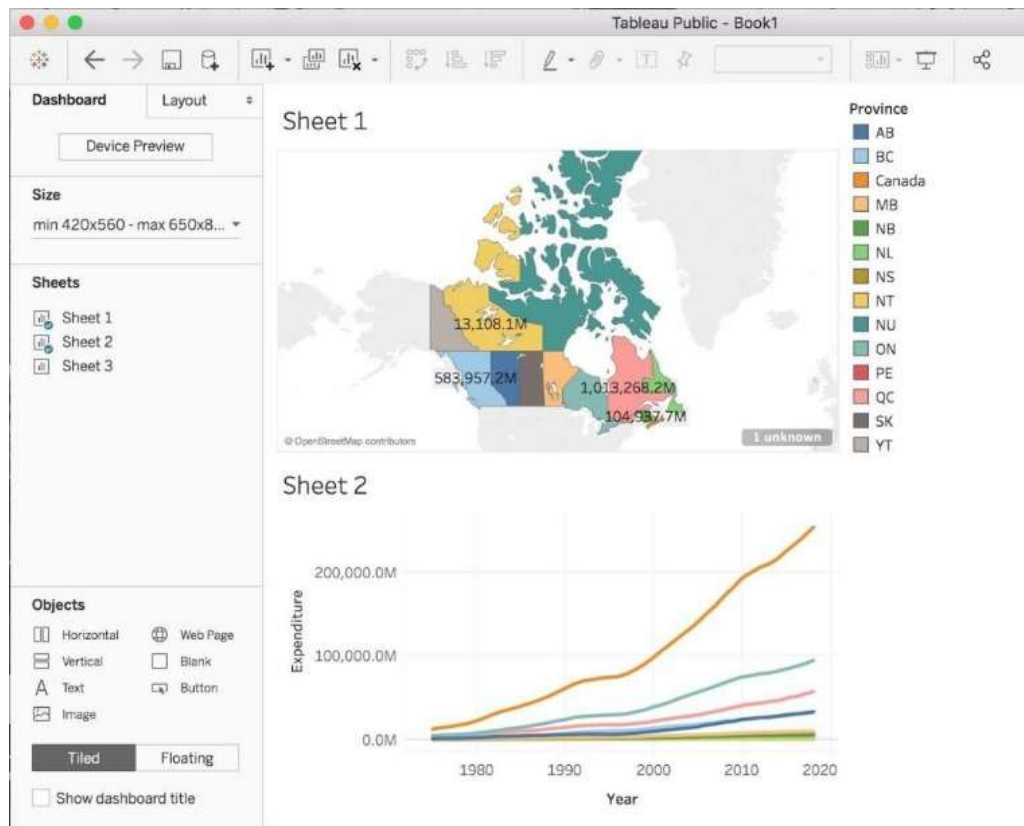 Tableau Public - Book1
Dashboard
Layout
Device Preview
Size
min 420x560 - max 650x8...
Sheets
Sheet 1
Sheet 2
Sheet 3
Objects
Horizontal
Web Page
Vertical
Blank
A Text
Button
Image
Tiled
Floating
Show dashboard title
Sheet 1
13,108.1M
583,957.2M
1,013,268.2M
104,937.7M
© OpenStreetMap contributors
1 unknown
Province
AB
BC
Canada
MB
NB
NL
NS
NT
NU
ON
PE
QC
SK
YT
Sheet 2
Expenditure
200,000.0M
100,000.0M
0.0M
1980
1990
2000
2010
2020
Year